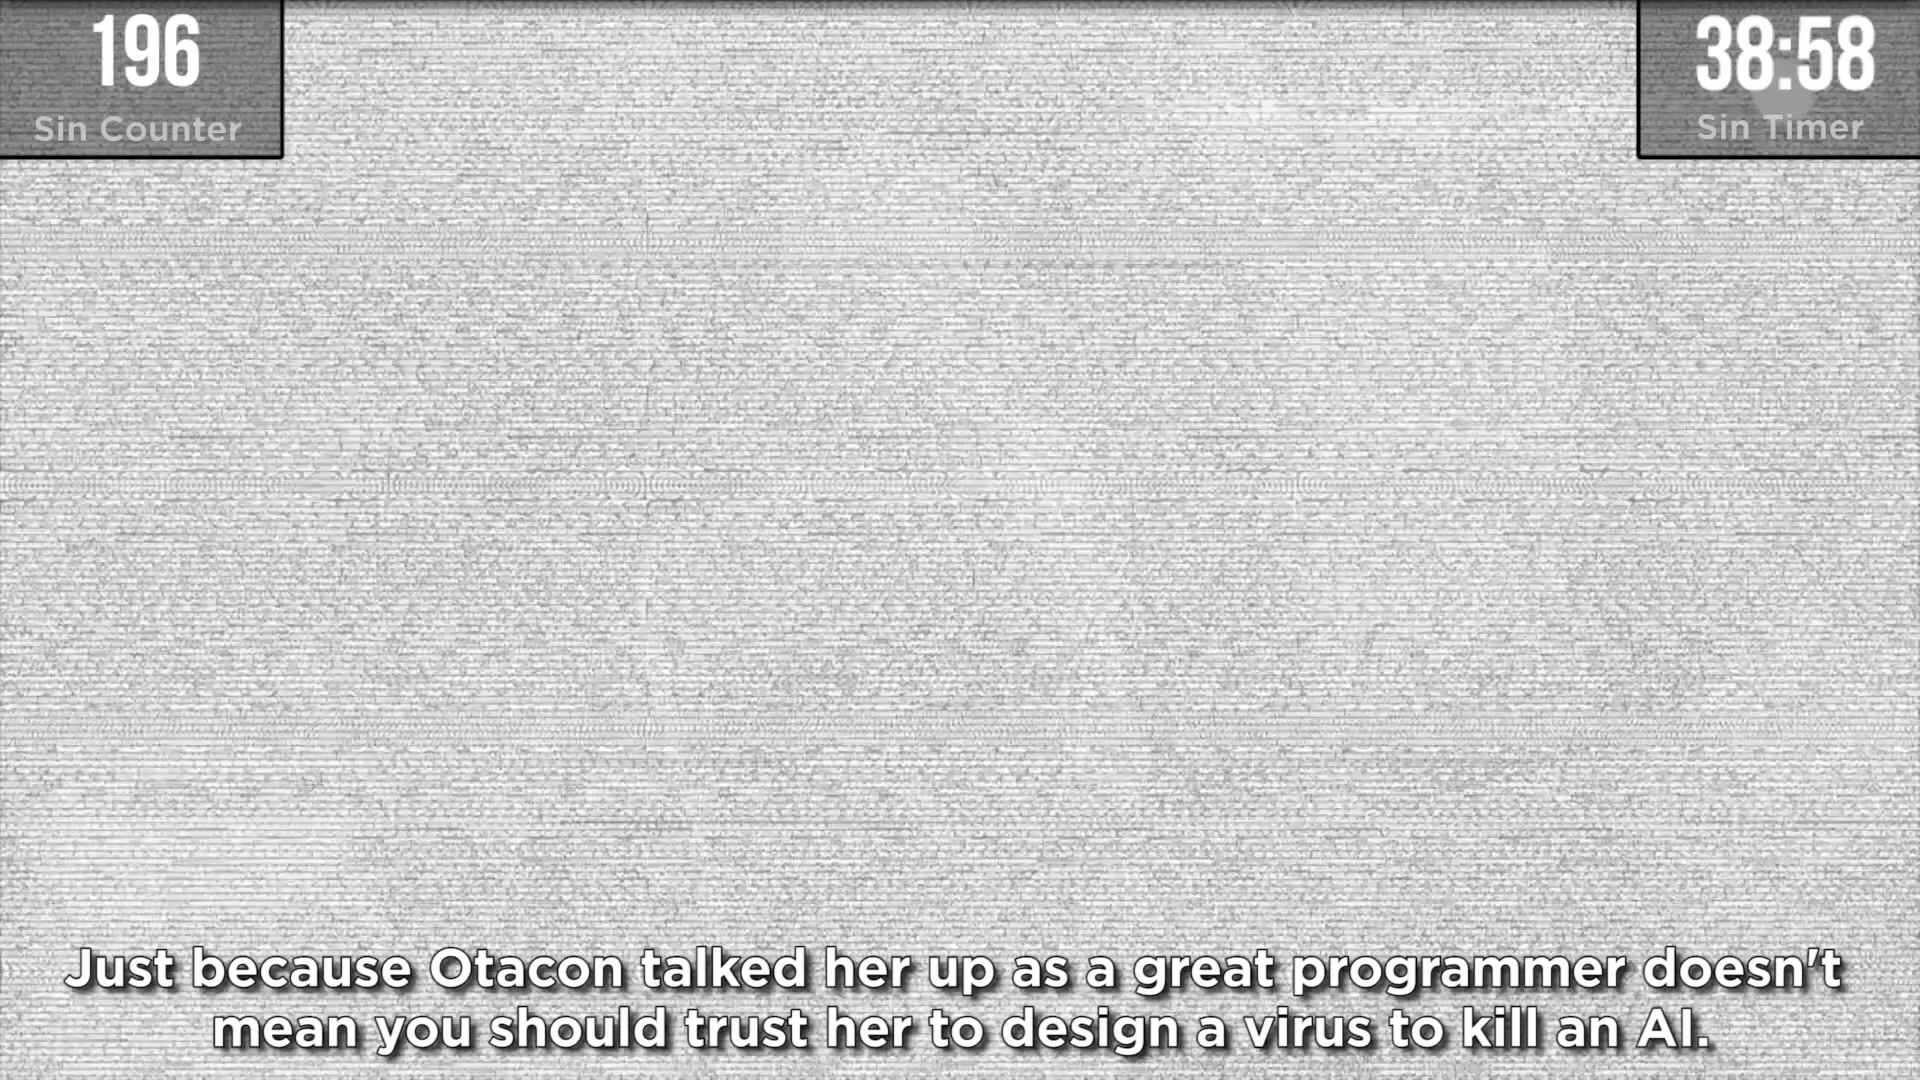 196
Sin Counter
38:58
Sin Timer
Just because Otacon talked her up as a great programmer doesn't
mean you should trust her to design a virus to kill an AI.